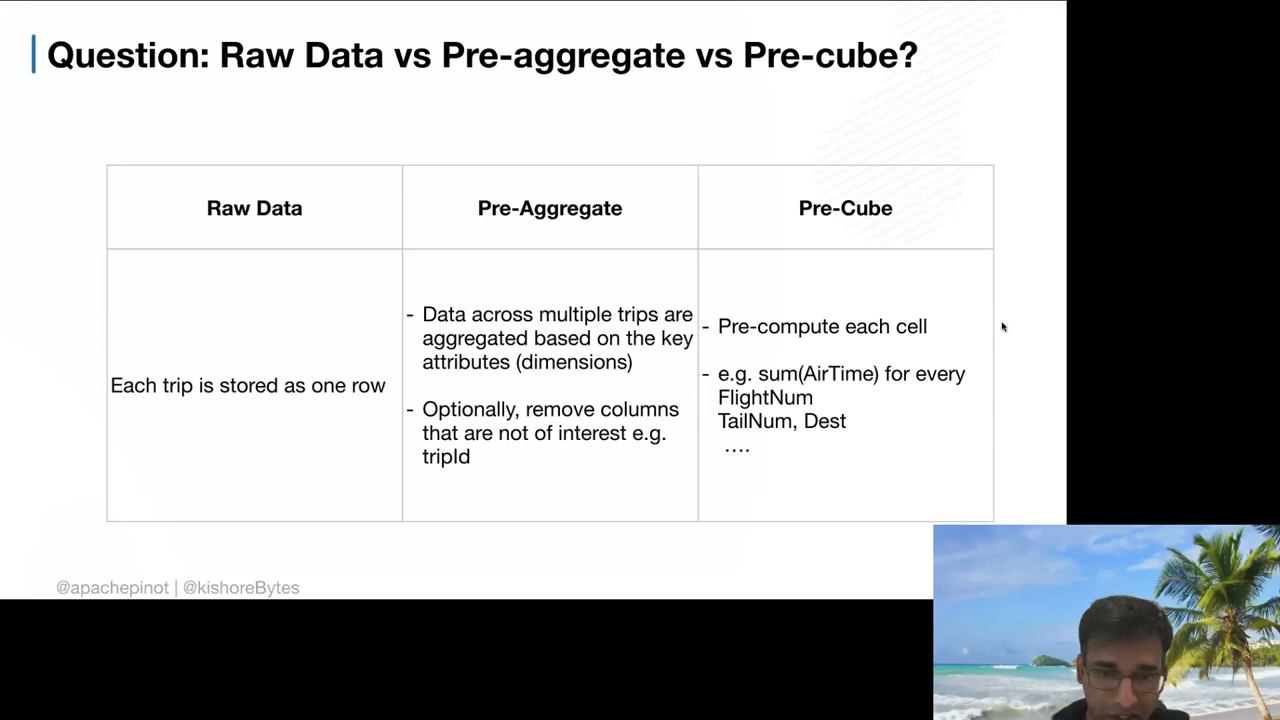 Question: Raw Data vs Pre-aggregate vs Pre-cube?
Raw Data
Pre-Aggregate
Pre-Cube
Each trip is stored as one row
- Data across multiple trips are
aggregated based on the key
attributes (dimensions)
- Optionally, remove columns
that are not of interest e.g.
tripId
- Pre-compute each cell
- e.g. sum(AirTime) for every
FlightNum
TailNum, Dest
....
@apachepinot | @kishoreBytes